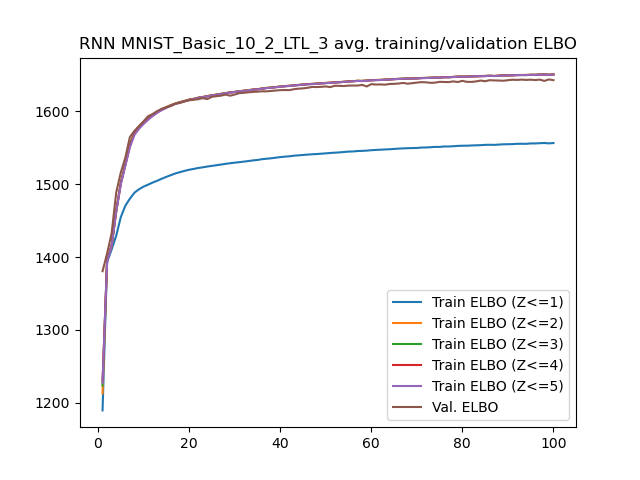 RNN MNIST_Basic_10_2_LTL_3 avg. training/validation ELBO
1600
1500
1400
1300
1200
Train ELBO (Z<=1)
Train ELBO (Z<=2)
Train ELBO (Z<=3)
Train ELBO (Z<=4)
Train ELBO (Z<=5)
Val. ELBO
0 20 40 60 80 100